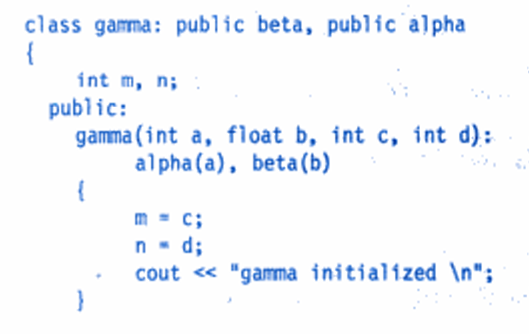 class gamma: public beta, public alpha
{
int m, n;
public:
gamma(int a, float b, int c, int d):
alpha(a), beta(b)
{
m = c;
n = d;
cout << "gamma initialized \n";
}